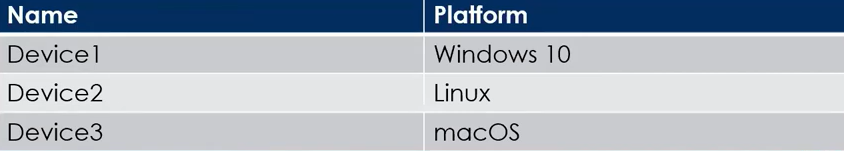 Name Platform
Device1 Windows 10
Device2 Linux
Device3 macOS